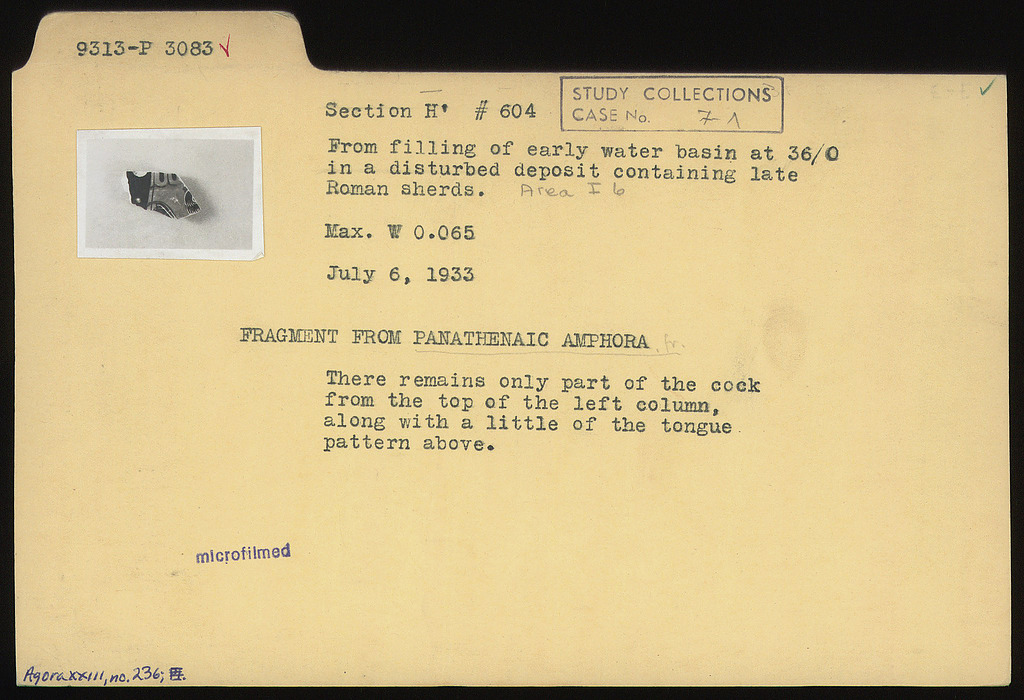 9313-P 3083
Section H' # 604
STUDY COLLECTIONS
CASE No. 71
From filling of early water basin at 36/O
in a disturbed deposit containing late
Roman sherds. Area I 6
Max. W 0.065
July 6, 1933
FRAGMENT FROM PANATHENAIC AMPHORA fr.
There remains only part of the cock
from the top of the left column,
along with a little of the tongue
pattern above.
microfilmed
Agora XXIII, no. 236;